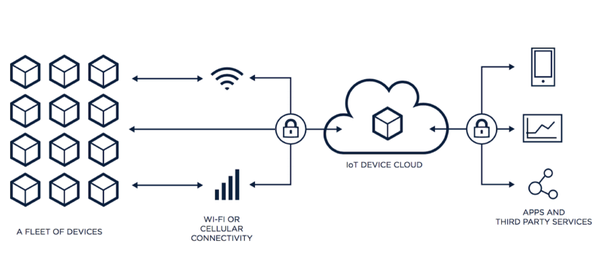 IoT DEVICE CLOUD
A FLEET OF DEVICES
WI-FI OR
CELLULAR
CONNECTIVITY
APPS AND
THIRD PARTY SERVICES